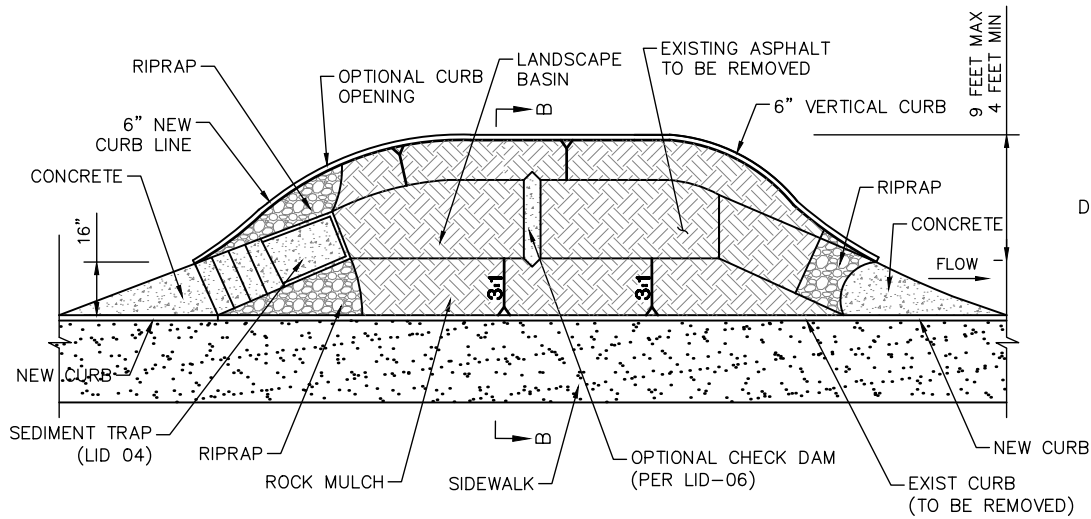 RIPRAP
OPTIONAL CURB
OPENING
LANDSCAPE
BASIN
EXISTING ASPHALT
TO BE REMOVED
9 FEET MAX
4 FEET MIN
B
6" VERTICAL CURB
6" NEW
CURB LINE
CONCRETE
RIPRAP
CONCRETE
D
16"
FLOW
3:1
3:1
NEW CURB
SEDIMENT TRAP
(LID 04)
RIPRAP
ROCK MULCH
SIDEWALK
B
OPTIONAL CHECK DAM
(PER LID-06)
NEW CURB
EXIST CURB
(TO BE REMOVED)